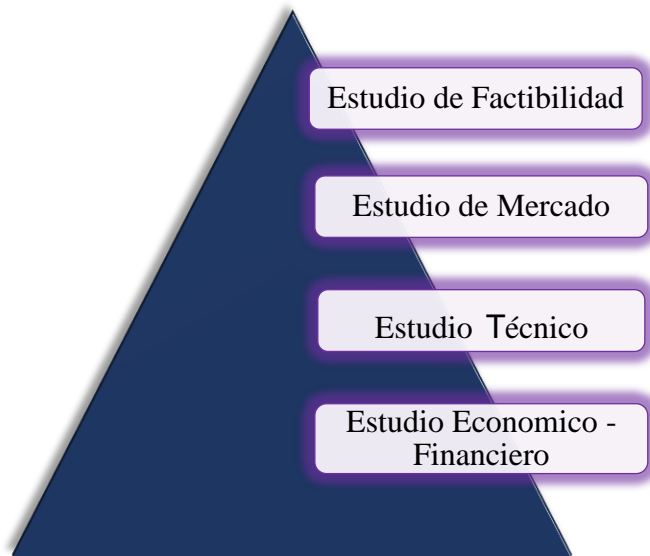 Estudio de Factibilidad
Estudio de Mercado
Estudio Técnico
Estudio Economico -
Financiero